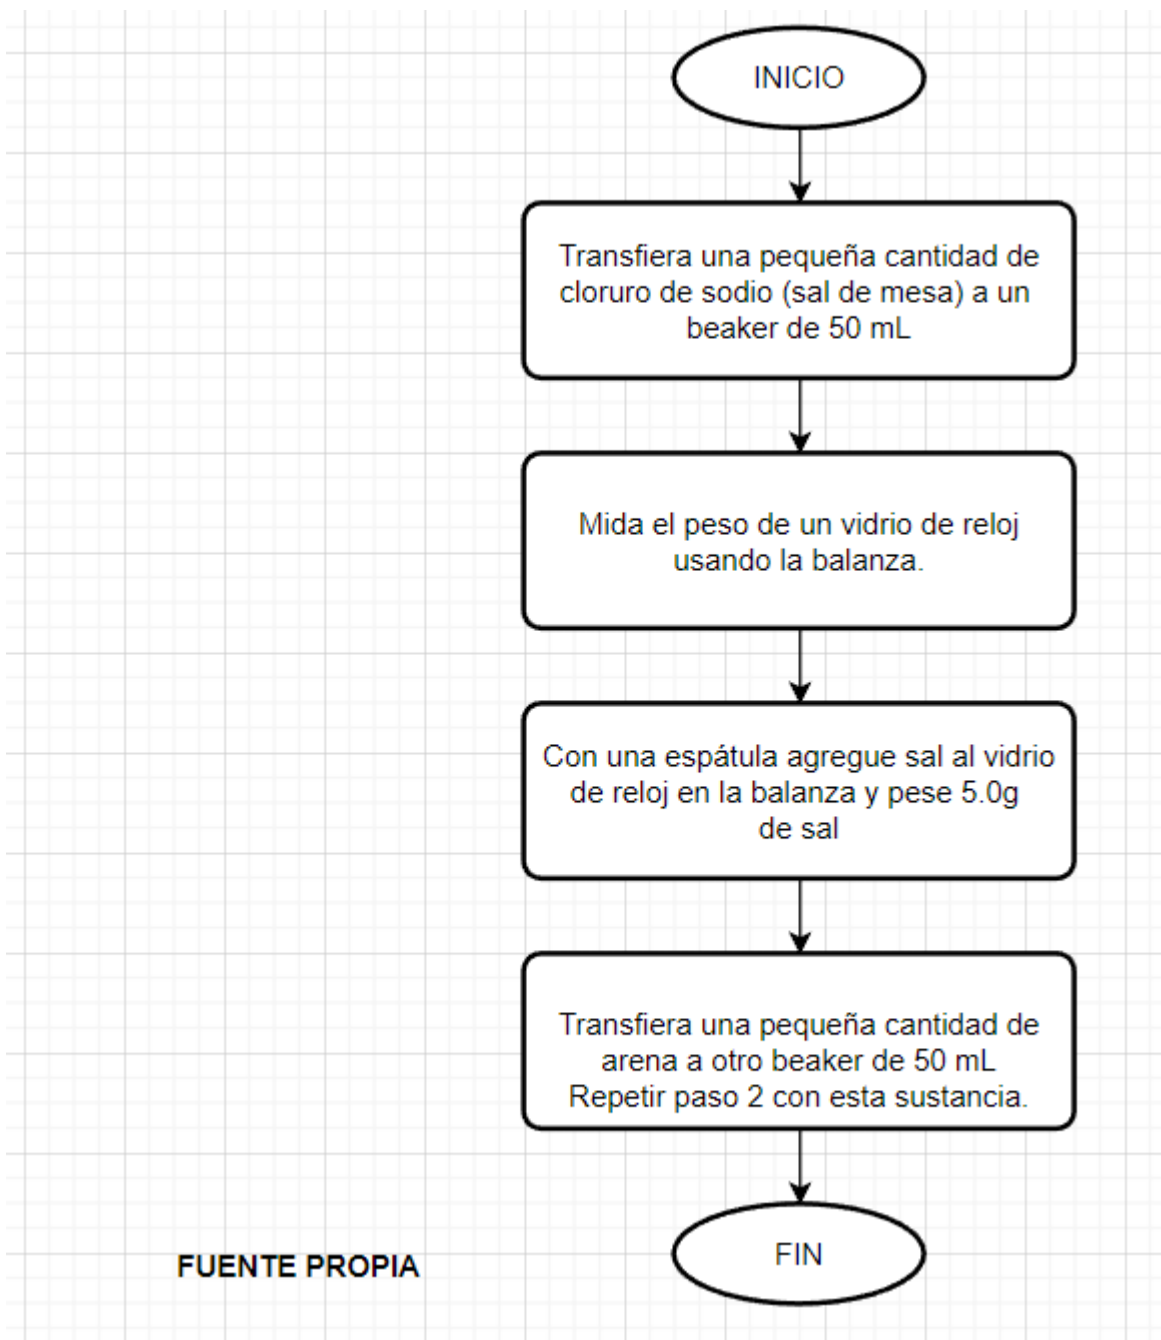 INICIO
Transfiera una pequeña cantidad de
cloruro de sodio (sal de mesa) a un
beaker de 50 mL
Mida el peso de un vidrio de reloj
usando la balanza.
Con una espátula agregue sal al vidrio
de reloj en la balanza y pese 5.0g
de sal
Transfiera una pequeña cantidad de
arena a otro beaker de 50 mL
Repetir paso 2 con esta sustancia.
FIN
FUENTE PROPIA